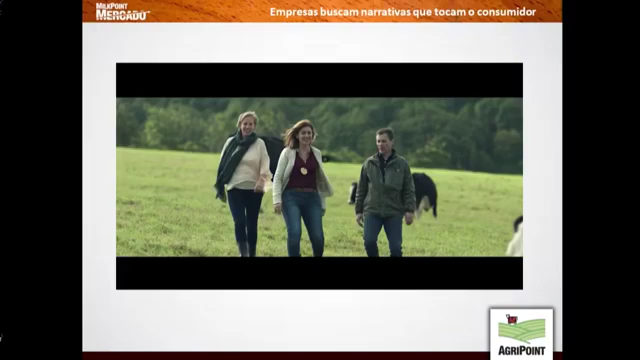 MILKPOINT
MERCADO
Empresas buscam narrativas que tocam o consumidor
AGRIPOINT